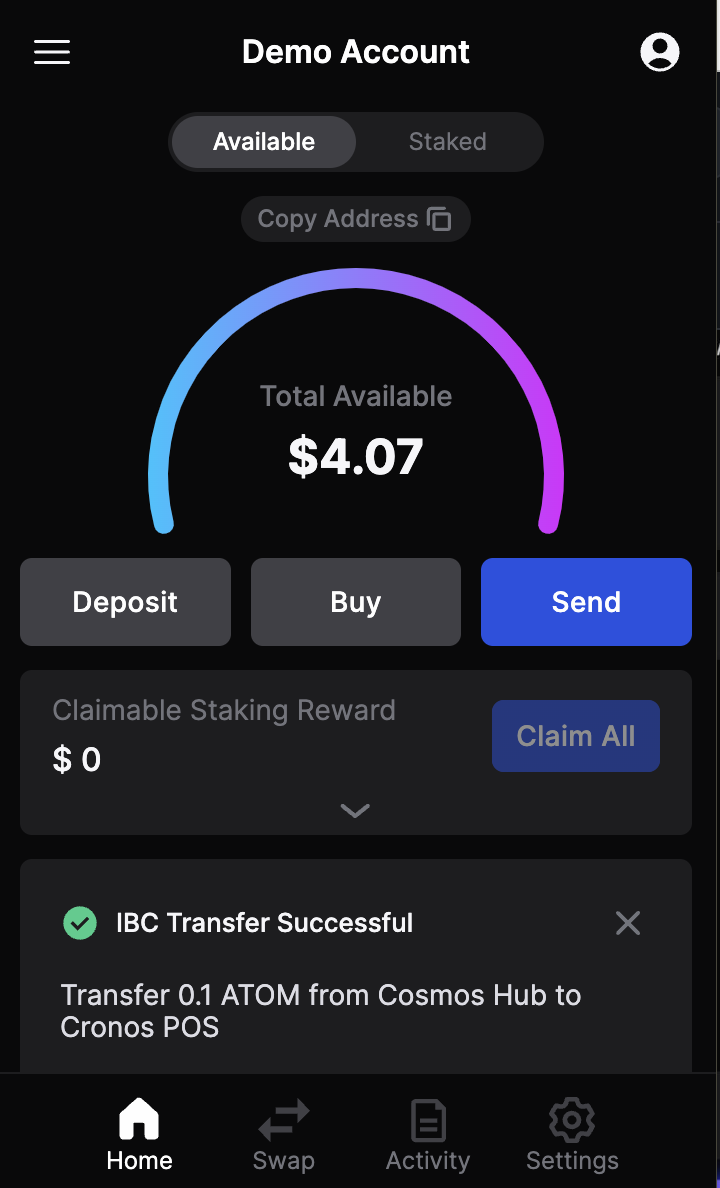 Demo Account
Available
Staked
Copy Address
Total Available
$4.07
Deposit
Buy
Send
Claimable Staking Reward
$ 0
Claim All
IBC Transfer Successful
Transfer 0.1 ATOM from Cosmos Hub to
Cronos POS
Home
Swap
Activity
Settings